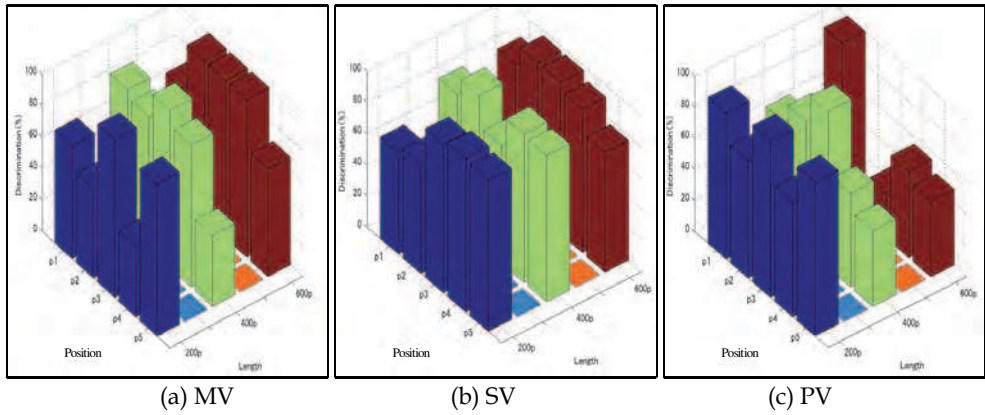 100
80
60
40
20
0
Discrimination(%)
p1
p2
p3
p4
p5
200p
400p
600p
Position
Length
(a) MV
100
80
60
40
20
0
Discrimination(%)
p1
p2
p3
p4
p5
200p
400p
600p
Position
Length
(b) SV
100
80
60
40
20
0
Discrimination(%)
p1
p2
p3
p4
p5
200p
400p
600p
Position
Length
(c) PV